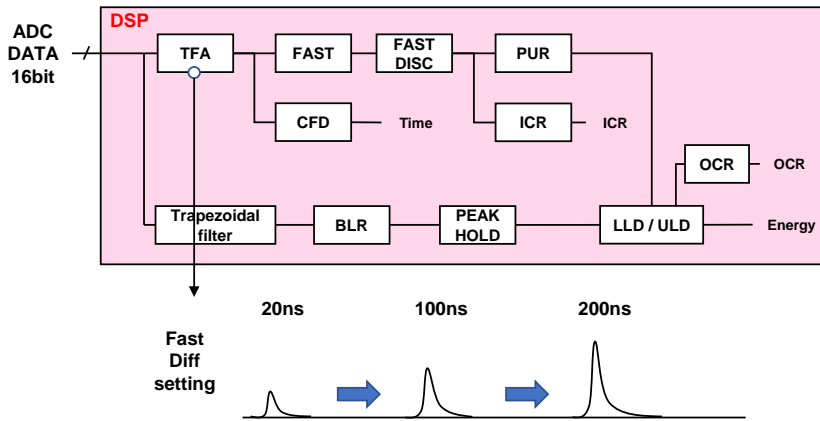 DSP
ADC
DATA
16bit
TFA
FAST
FAST
DISC
PUR
CFD
Time
ICR
ICR
OCR
OCR
Trapezoidal
filter
BLR
PEAK
HOLD
LLD / ULD
Energy
Fast
Diff
setting
20ns
100ns
200ns